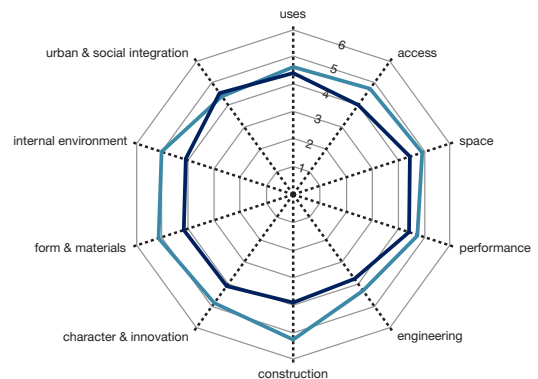 uses
6
urban & social integration
access
5
4
3
internal environment
space
2
1
form & materials
performance
character & innovation
engineering
construction